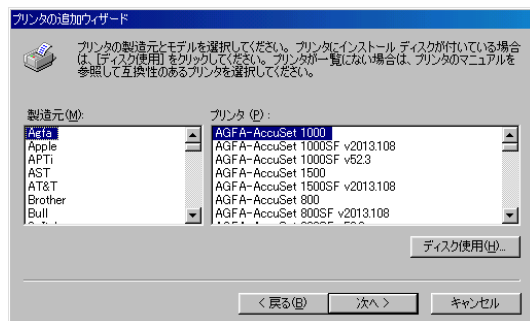 プリンタの追加ウィザード
プリンタの製造元とモデルを選択してください。プリンタにインストール ディスクが付いている場合
は、[ディスク使用] をクリックしてください。プリンタが一覧にない場合は、プリンタのマニュアルを
参照して互換性のあるプリンタを選択してください。
製造元(M):
プリンタ (P) :
Agfa
Apple
APTi
AST
AT&T
Brother
Bull
AGFA-AccuSet 1000
AGFA-AccuSet 1000SF v2013.108
AGFA-AccuSet 1000SF v52.3
AGFA-AccuSet 1500
AGFA-AccuSet 1500SF v2013.108
AGFA-AccuSet 800
AGFA-AccuSet 800SF v2013.108
ディスク使用(H)...
< 戻る(B)
次へ >
キャンセル